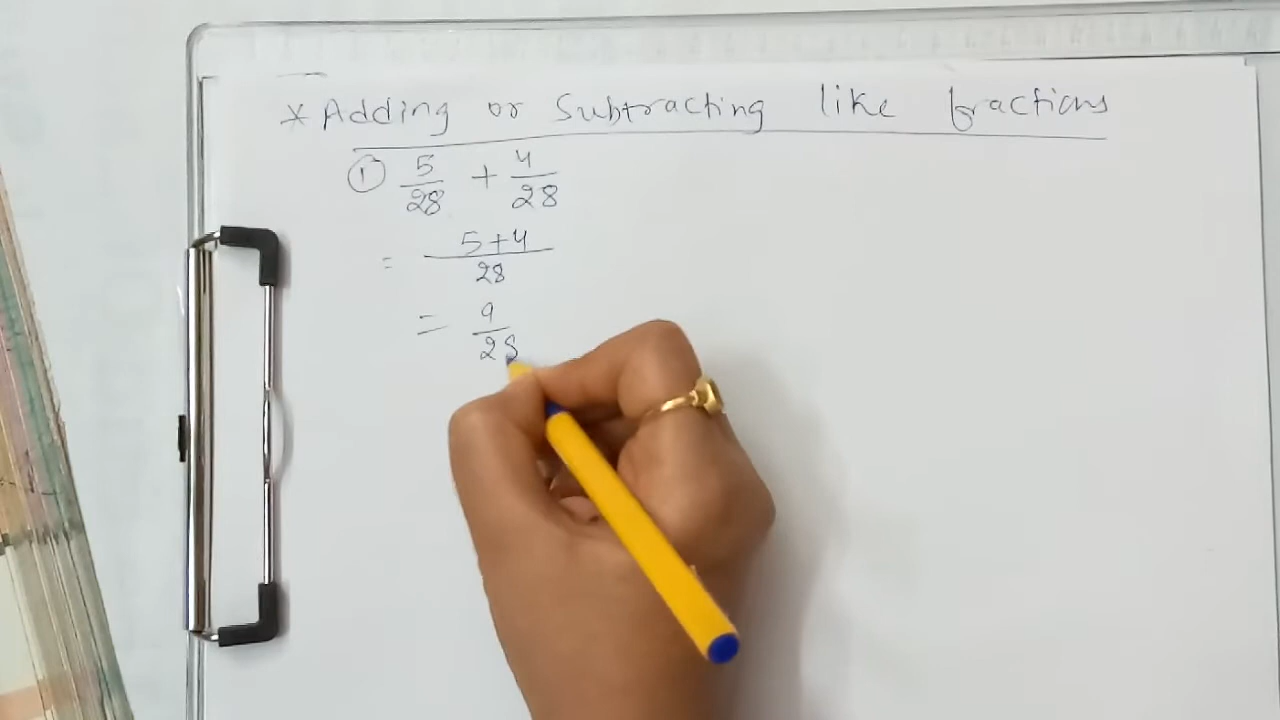 * Adding or Subtracting like fractions
① 5/28 + 4/28
= 5+4/28
= 9/28